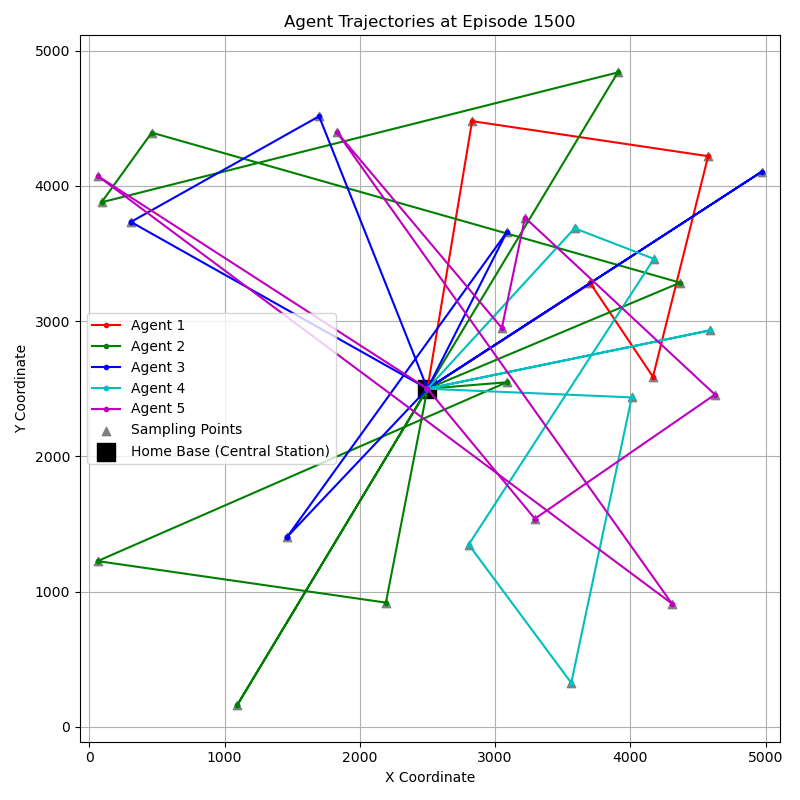 Agent Trajectories at Episode 1500
5000
4000
3000
2000
1000
0
Y Coordinate
Agent 1
Agent 2
Agent 3
Agent 4
Agent 5
Sampling Points
Home Base (Central Station)
0 1000 2000 3000 4000 5000
X Coordinate